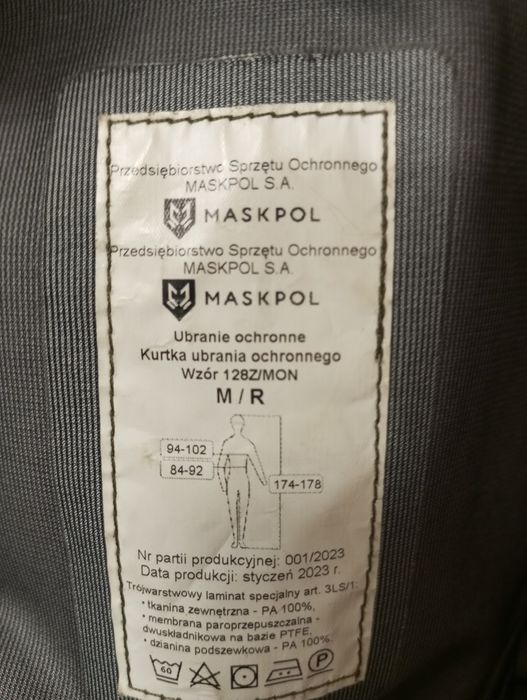 Przedsiębiorstwo Sprzętu Ochronnego
MASKPOL S.A.
MASKPOL
Przedsiębiorstwo Sprzętu Ochronnego
MASKPOL S.A.
MASKPOL
Ubranie ochronne
Kurtka ubrania ochronnego
Wzór 128Z/MON
M / R
94-102
84-92
174-178
Nr partii produkcyjnej: 001/2023
Data produkcji: styczeń 2023 r.
Trójwarstwowy laminat specjalny art. 3LS/1:
• tkanina zewnętrzna - PA 100%,
• membrana paroprzepuszczalna -
dwuskładnikowa na bazie PTFE,
• dzianina podszewkowa - PA 100%.
60
P